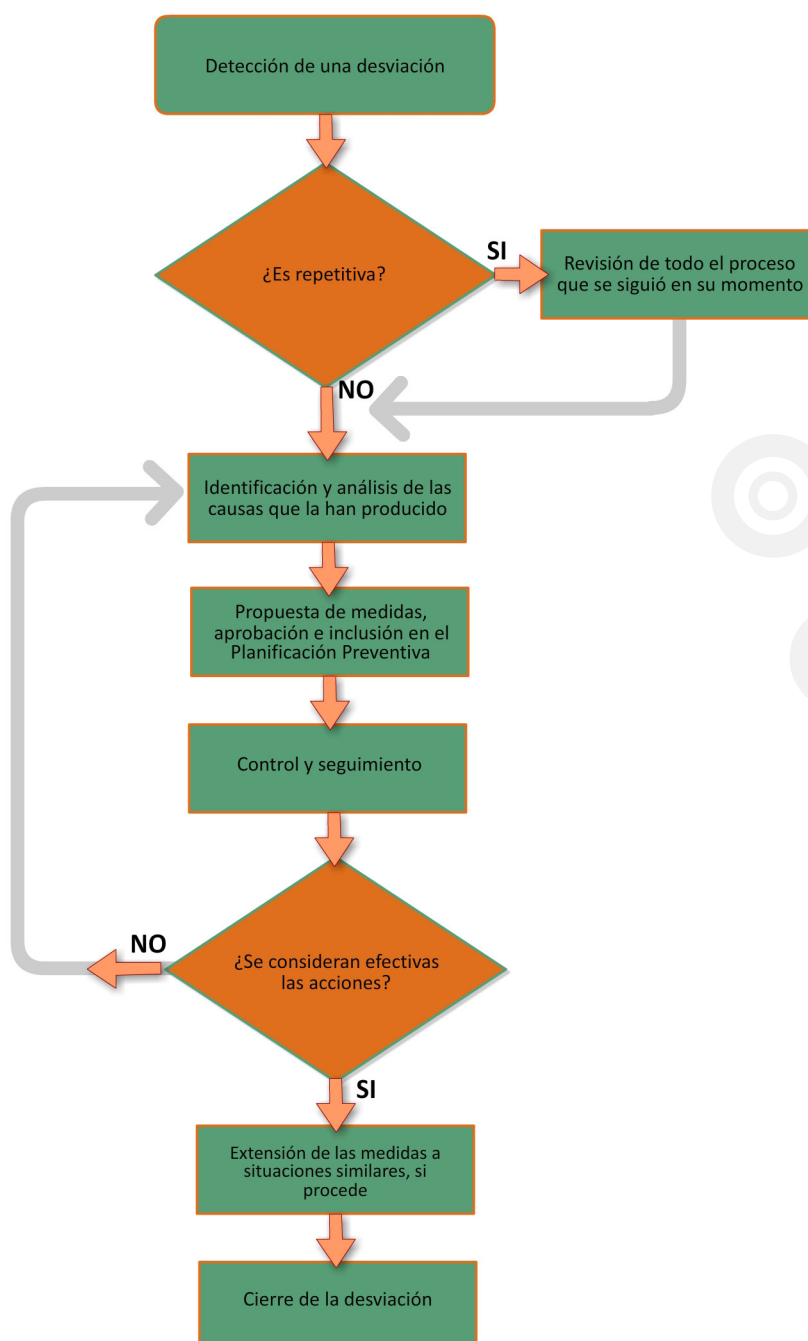 Detección de una desviación
¿Es repetitiva?
SI
Revisión de todo el proceso
que se siguió en su momento
NO
Identificación y análisis de las
causas que la han producido
Propuesta de medidas,
aprobación e inclusión en el
Planificación Preventiva
Control y seguimiento
NO
¿Se consideran efectivas
las acciones?
SI
Extensión de las medidas a
situaciones similares, si
procede
Cierre de la desviación